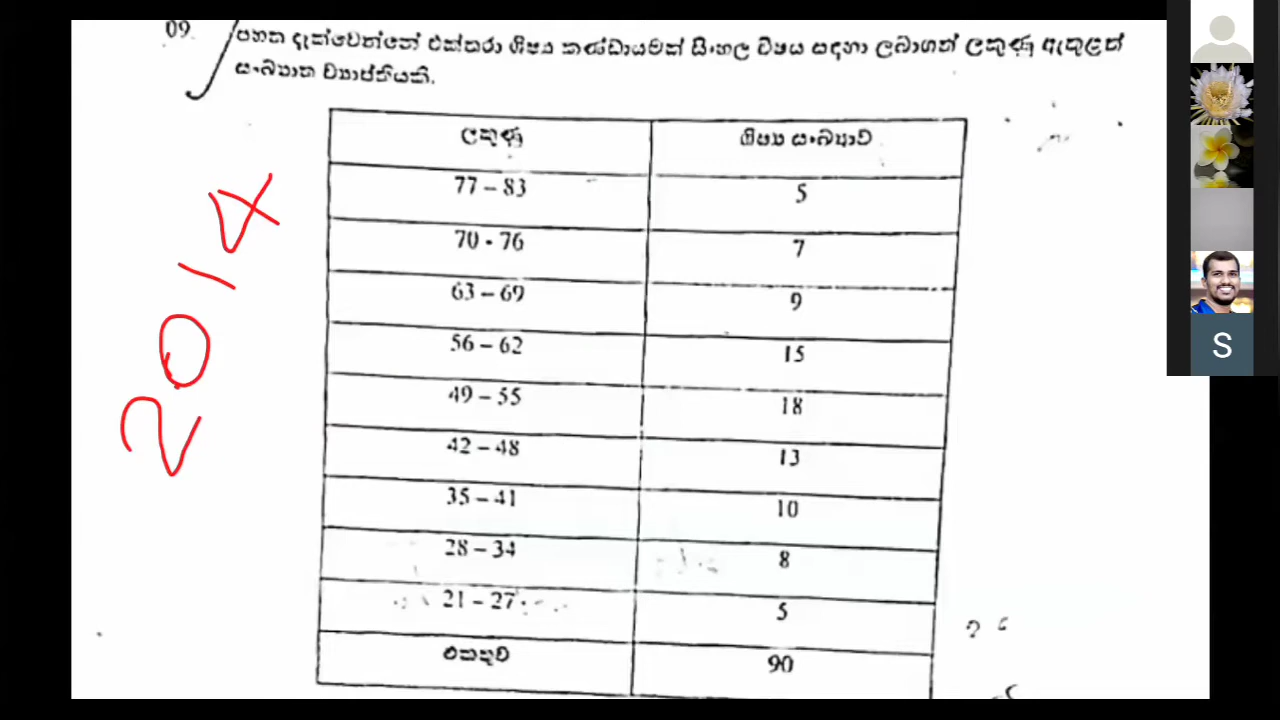 09.
පහත දැක්වෙන්නේ එක්තරා ශිෂ්‍ය කණ්ඩායමක් සිංහල විෂය සඳහා ලබාගත් ලකුණු ඇතුළත්
සංඛ්‍යාත ව්‍යාප්තියකි.
ලකුණු ශිෂ්‍ය සංඛ්‍යාව
77 – 83 5
70 - 76 7
63 – 69 9
56 – 62 15
49 – 55 18
42 – 48 13
35 – 41 10
28 – 34 8
21 – 27 5
එකතුව 90
2014
S